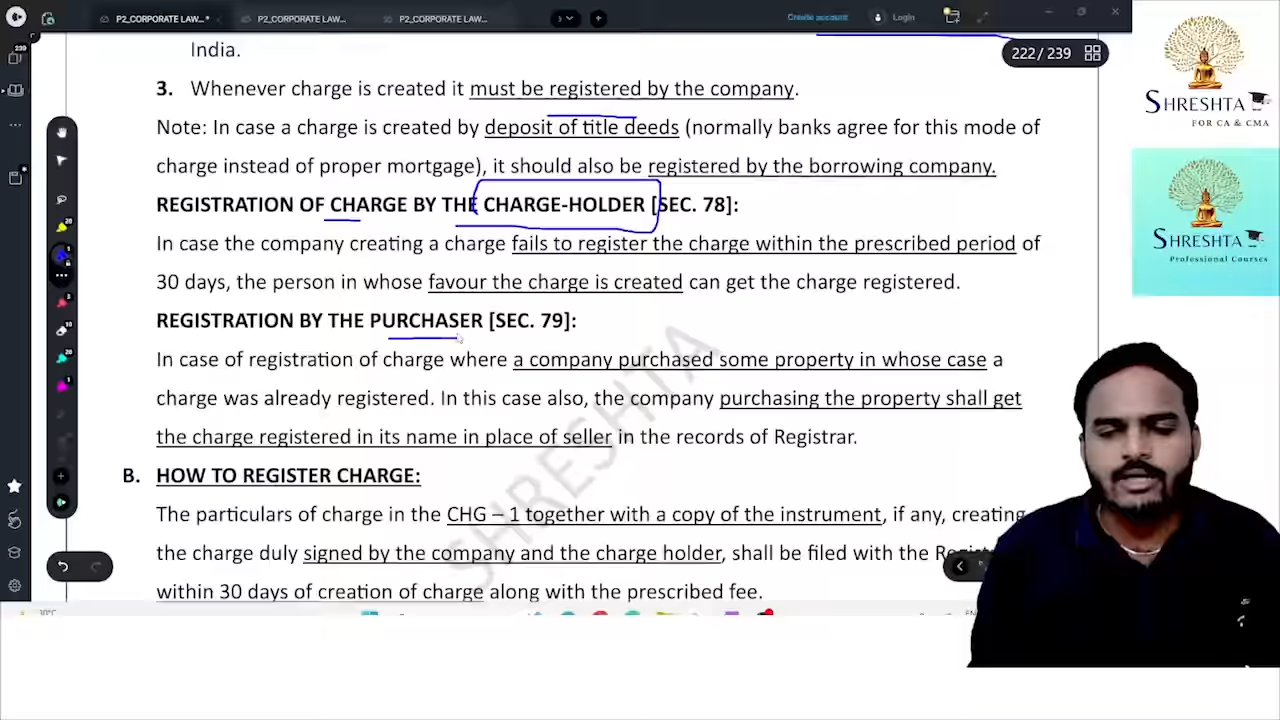 P2_CORPORATE LAW...*
P2_CORPORATE LAW...
P2_CORPORATE LAW...
Create account
Login
India.
222/239
3. Whenever charge is created it must be registered by the company.
Note: In case a charge is created by deposit of title deeds (normally banks agree for this mode of
charge instead of proper mortgage), it should also be registered by the borrowing company.
REGISTRATION OF CHARGE BY THE CHARGE-HOLDER [SEC. 78]:
In case the company creating a charge fails to register the charge within the prescribed period of
30 days, the person in whose favour the charge is created can get the charge registered.
REGISTRATION BY THE PURCHASER [SEC. 79]:
In case of registration of charge where a company purchased some property in whose case a
charge was already registered. In this case also, the company purchasing the property shall get
the charge registered in its name in place of seller in the records of Registrar.
B. HOW TO REGISTER CHARGE:
The particulars of charge in the CHG – 1 together with a copy of the instrument, if any, creating
the charge duly signed by the company and the charge holder, shall be filed with the
within 30 days of creation of charge along with the prescribed fee.
SHRESHTA
SHRESHTA
FOR CA & CMA
SHRESHTA
Professional Courses